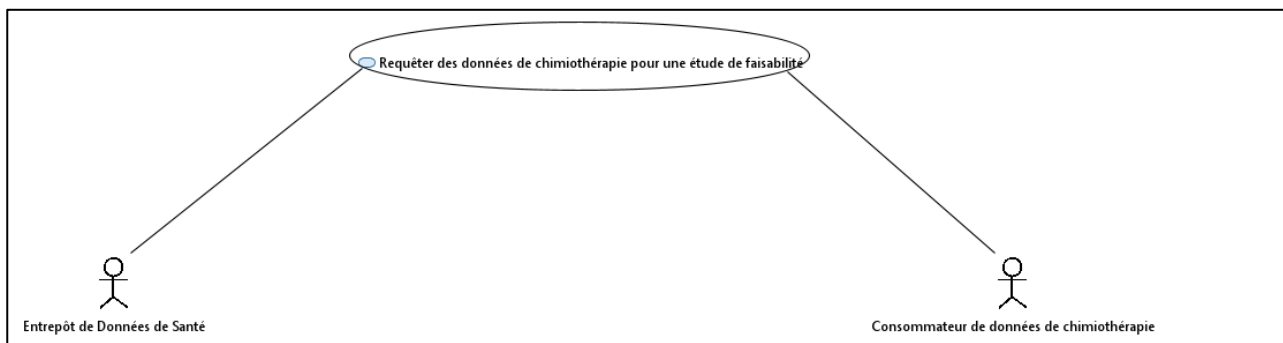 Requêter des données de chimiothérapie pour une étude de faisabilité
Entrepôt de Données de Santé
Consommateur de données de chimiothérapie